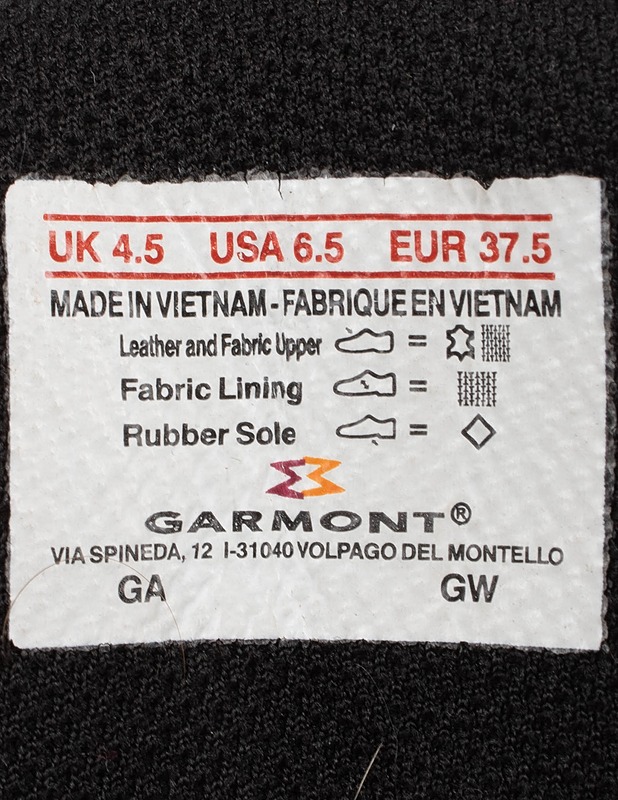 UK 4.5 USA 6.5 EUR 37.5
MADE IN VIETNAM - FABRIQUE EN VIETNAM
Leather and Fabric Upper =
Fabric Lining =
Rubber Sole =
GARMONT®
VIA SPINEDA, 12 I-31040 VOLPAGO DEL MONTELLO
GA GW